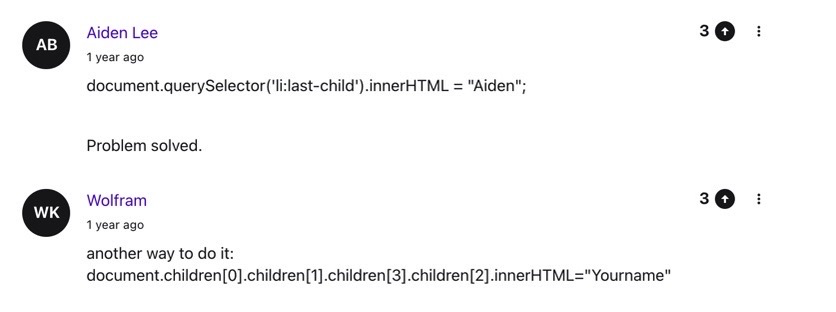 AB
Aiden Lee
3
1 year ago
document.querySelector('li:last-child').innerHTML = "Aiden";
Problem solved.
WK
Wolfram
3
1 year ago
another way to do it:
document.children[0].children[1].children[3].children[2].innerHTML="Yourname"